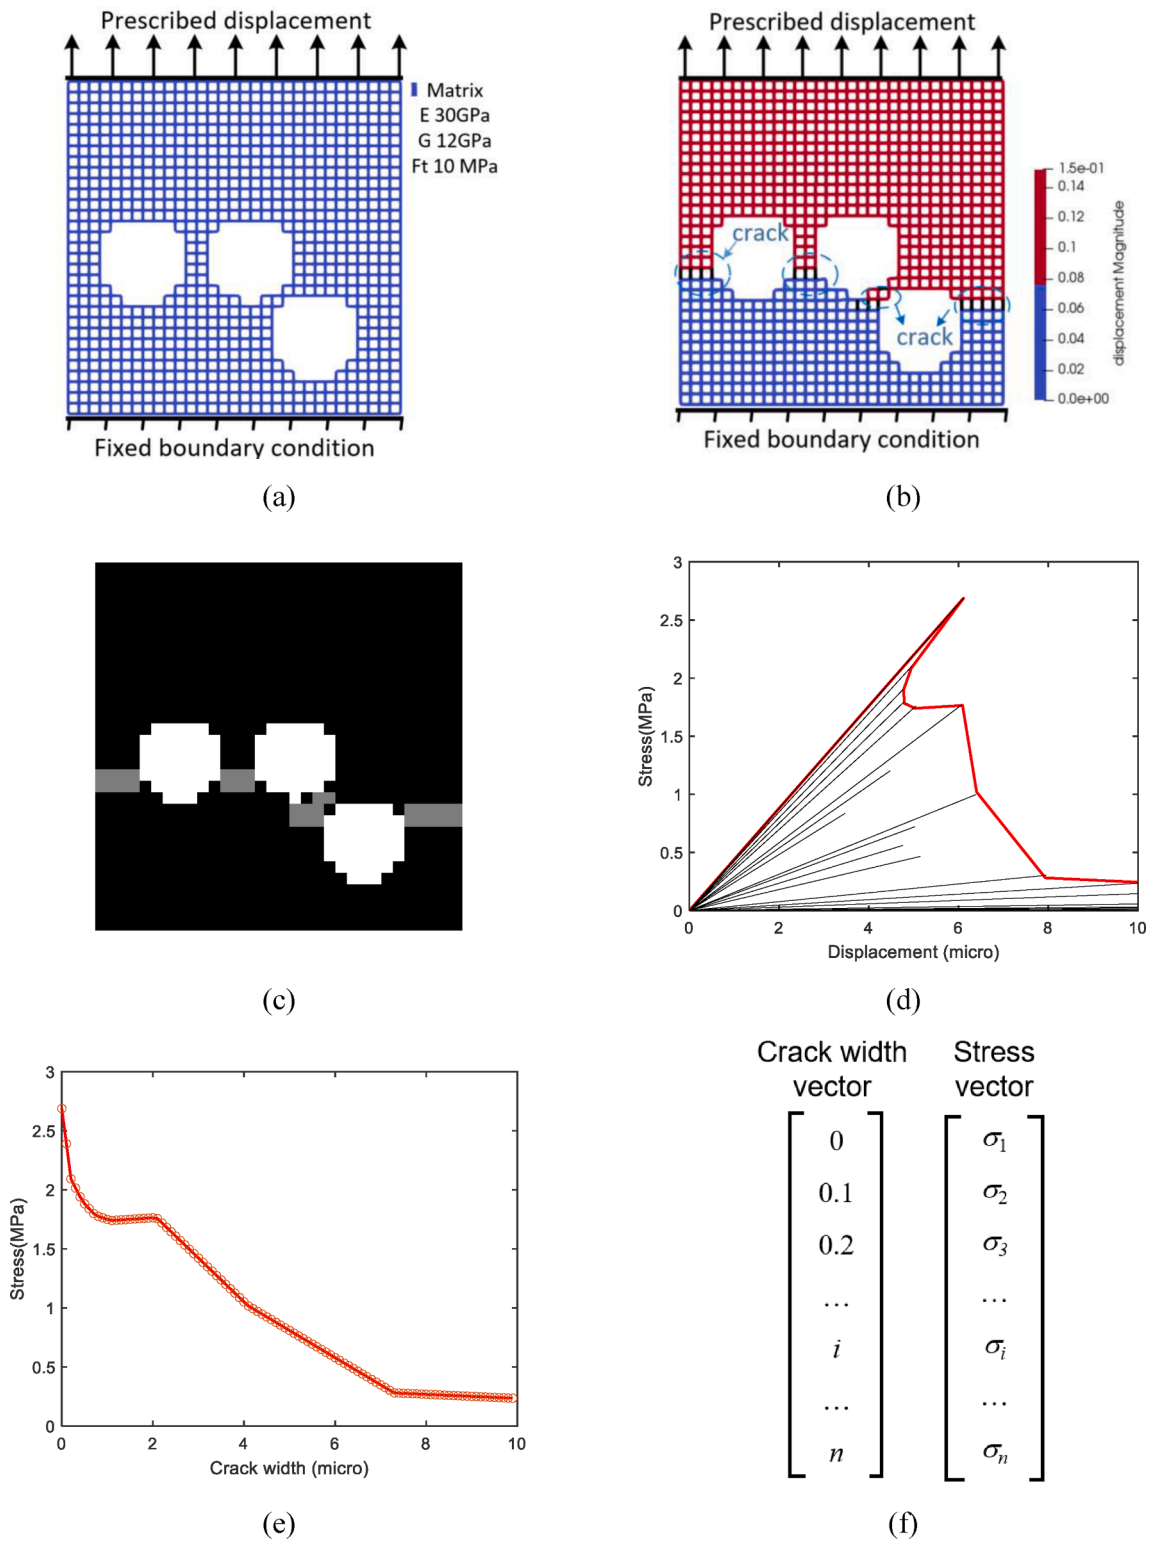 Prescribed displacement
Matrix
E 30GPa
G 12GPa
Ft 10 MPa
Fixed boundary condition
(a)
Prescribed displacement
crack
crack
1.5e-01
0.14
0.12
0.1
0.08
0.06
0.04
0.02
0.0e+00
displacement Magnitude
Fixed boundary condition
(b)
(c)
3
2.5
2
1.5
1
0.5
0
0 2 4 6 8 10
Stress(MPa)
Displacement (micro)
(d)
3
2.5
2
1.5
1
0.5
0
0 2 4 6 8 10
Stress(MPa)
Crack width (micro)
(e)
Crack width
vector
0
0.1
0.2
...
i
...
n
Stress
vector
σ1
σ2
σ3
...
σi
...
σn
(f)